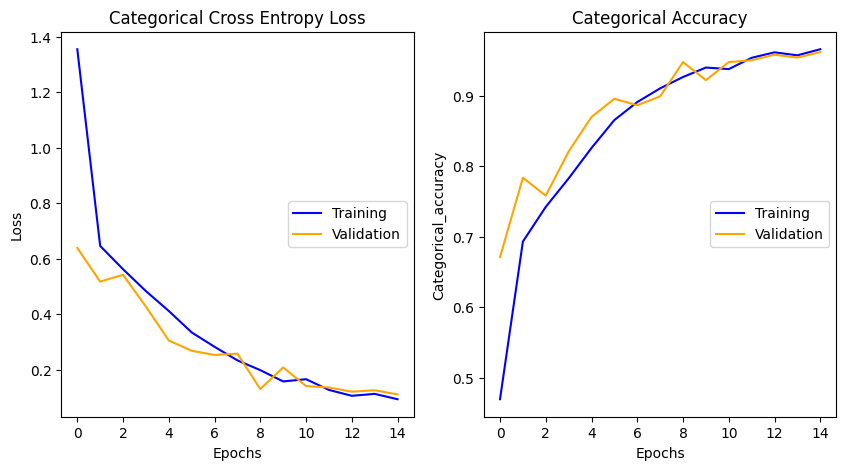 Categorical Cross Entropy Loss
1.4
1.2
1.0
0.8
0.6
0.4
0.2
Loss
0
2
4
6
8
10
12
14
Epochs
Training
Validation
Categorical Accuracy
0.9
0.8
0.7
0.6
0.5
Categorical_accuracy
0
2
4
6
8
10
12
14
Epochs
Training
Validation